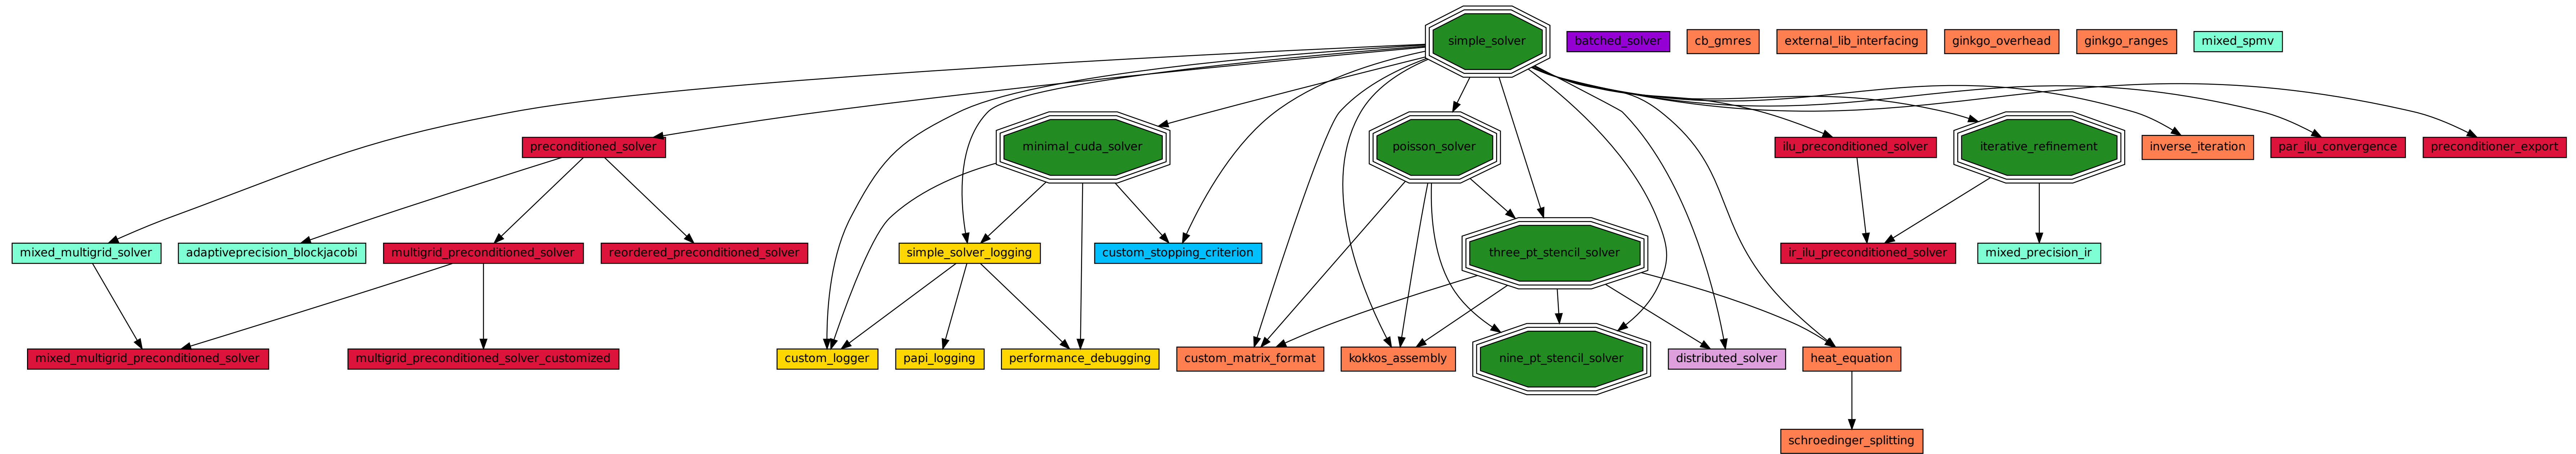 simple_solver
batched_solver
cb_gmres
external_lib_interfacing
ginkgo_overhead
ginkgo_ranges
mixed_spmv
preconditioned_solver
minimal_cuda_solver
poisson_solver
ilu_preconditioned_solver
iterative_refinement
inverse_iteration
par_ilu_convergence
preconditioner_export
mixed_multigrid_solver
adaptiveprecision_blockjacobi
multigrid_preconditioned_solver
reordered_preconditioned_solver
simple_solver_logging
custom_stopping_criterion
three_pt_stencil_solver
ir_ilu_preconditioned_solver
mixed_precision_ir
mixed_multigrid_preconditioned_solver
multigrid_preconditioned_solver_customized
custom_logger
papi_logging
performance_debugging
custom_matrix_format
kokkos_assembly
nine_pt_stencil_solver
distributed_solver
heat_equation
schroedinger_splitting